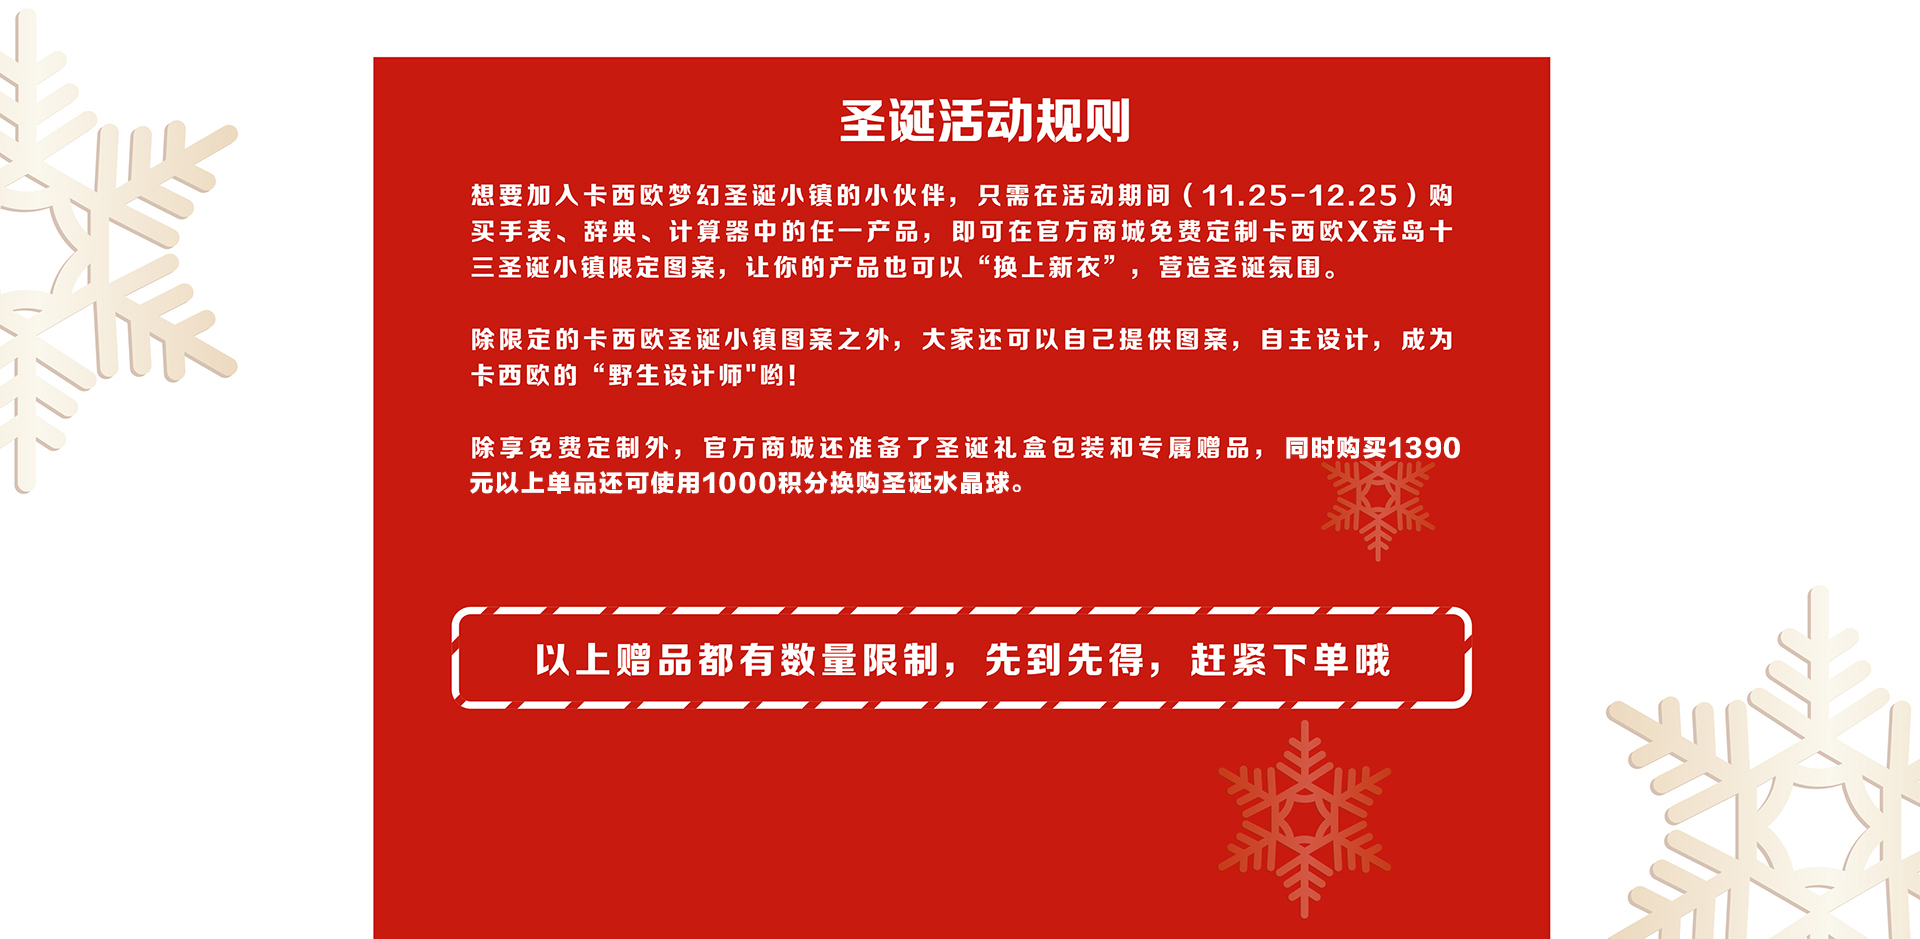 圣诞活动规则
想要加入卡西欧梦幻圣诞小镇的小伙伴，只需在活动期间（11.25-12.25）购
买手表、辞典、计算器中的任一产品，即可在官方商城免费定制卡西欧X荒岛十
三圣诞小镇限定图案，让你的产品也可以“换上新衣”，营造圣诞氛围。
除限定的卡西欧圣诞小镇图案之外，大家还可以自己提供图案，自主设计，成为
卡西欧的“野生设计师"哟！
除享免费定制外，官方商城还准备了圣诞礼盒包装和专属赠品，同时购买1390
元以上单品还可使用1000积分换购圣诞水晶球。
以上赠品都有数量限制，先到先得，赶紧下单哦